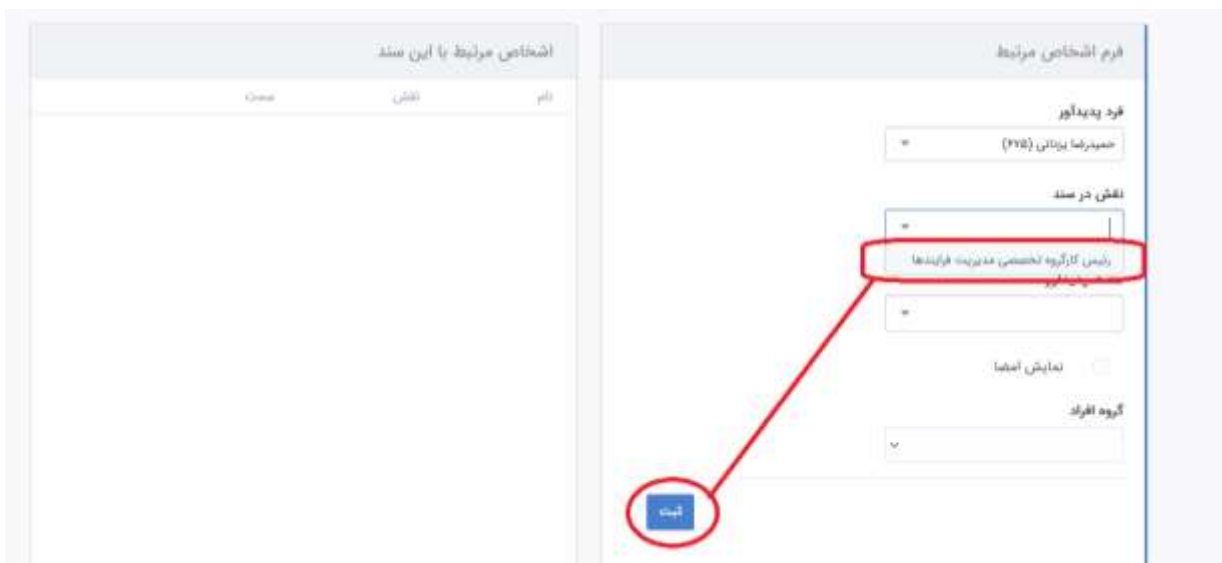 فرم اشخاص مرتبط
فرد پدیدآور
حمیدرضا یزدانی (۶۷۵)
نقش در سند
رئیس کارگروه تخصصی مدیریت فرایندها
نمایش امضا
گروه افراد
ثبت
اشخاص مرتبط با این سند
نام نقش سمت